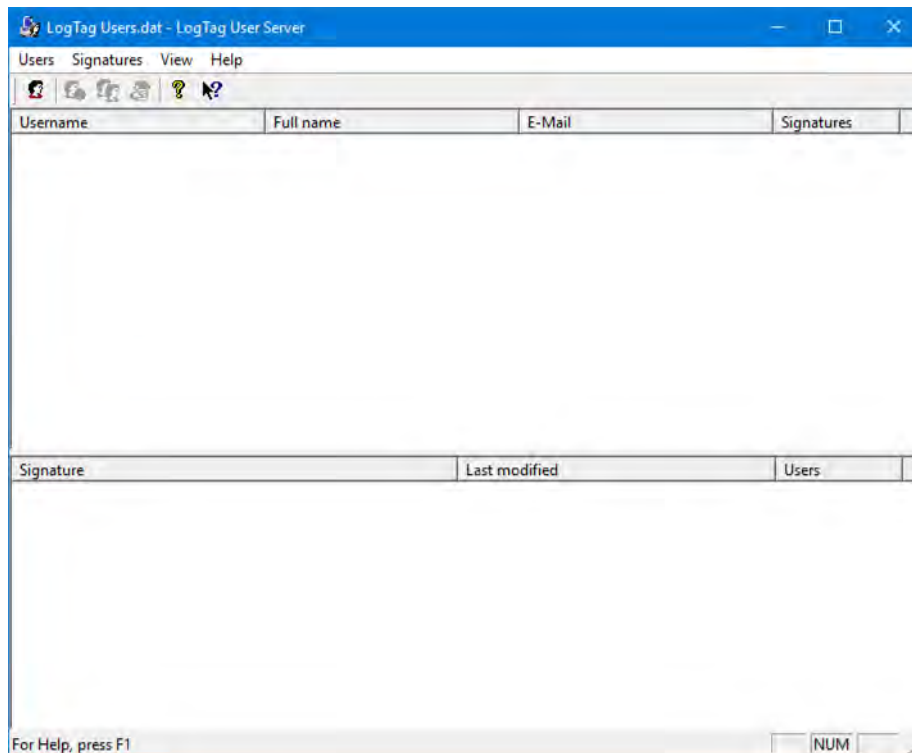 LogTag Users.dat - LogTag User Server
Users Signatures View Help
Username Full name E-Mail Signatures
Signature Last modified Users
For Help, press F1 NUM